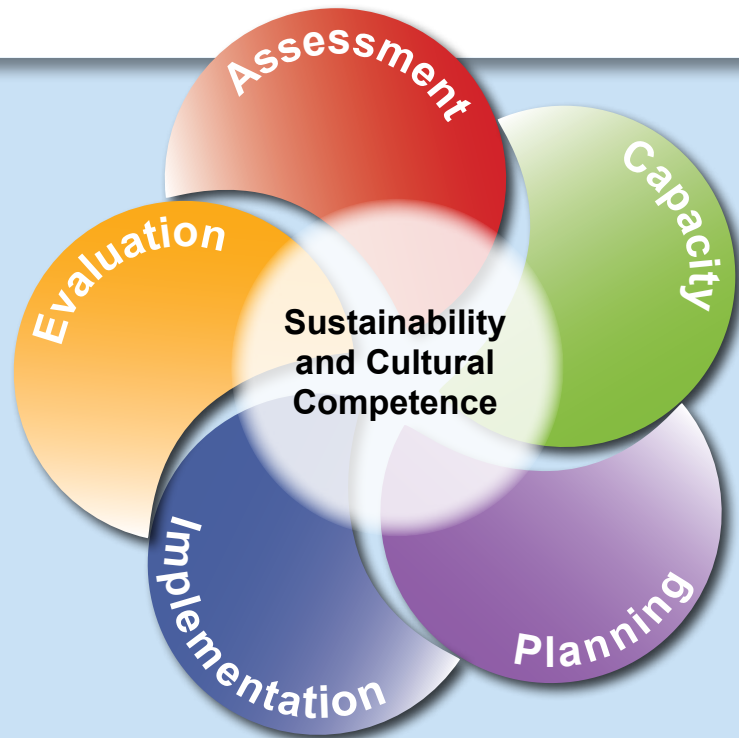 Assessment
Capacity
Planning
Implementation
Evaluation
Sustainability
and Cultural
Competence